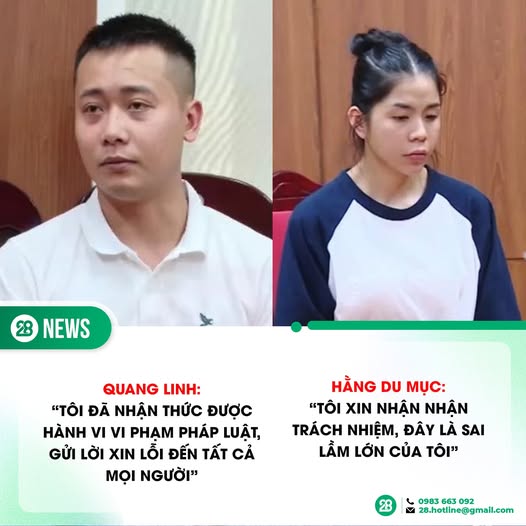 28 NEWS
QUANG LINH:
“TÔI ĐÃ NHẬN THỨC ĐƯỢC
HÀNH VI VI PHẠM PHÁP LUẬT,
GỬI LỜI XIN LỖI ĐẾN TẤT CẢ
MỌI NGƯỜI”
HẰNG DU MỤC:
“TÔI XIN NHẬN NHẬN
TRÁCH NHIỆM, ĐÂY LÀ SAI
LẦM LỚN CỦA TÔI”
28
0983 663 092
28.hotline@gmail.com